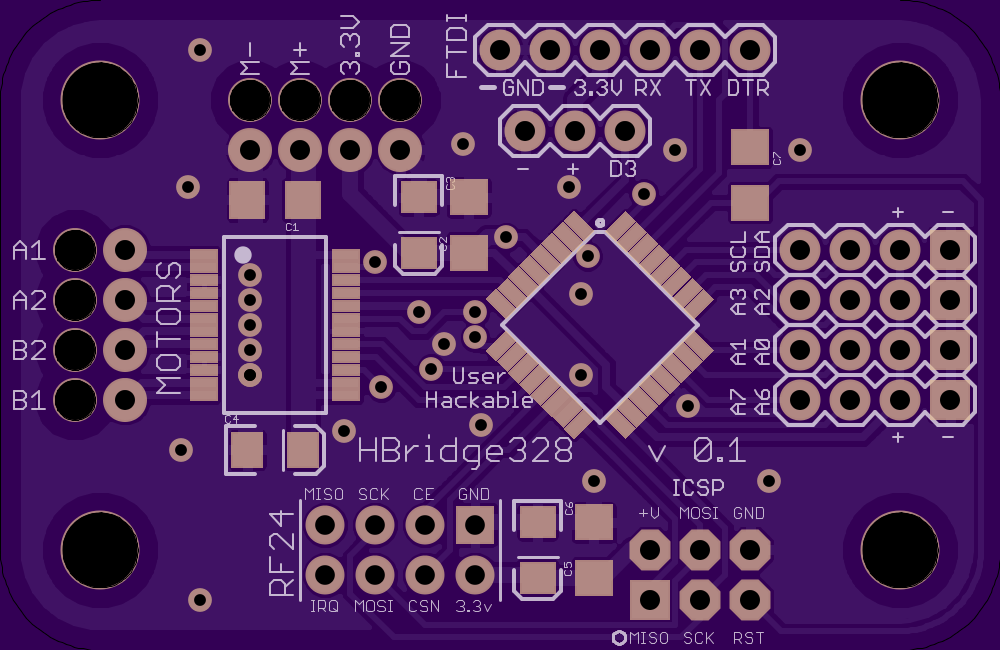 M-
M+
3.3V
GND
FTDI
- GND - 3.3V RX TX DTR
- + D3
C7
C3
C2
C1
+ -
A1
A2
B2
B1
MOTORS
SCL
SDA
A3
A2
A1
A0
A7
A6
+ -
User
Hackable
C4
HBridge328 v 0.1
ICSP
MISO SCK CE GND
RF24
IRQ MOSI CSN 3.3v
C6
C5
+V MOSI GND
MISO SCK RST